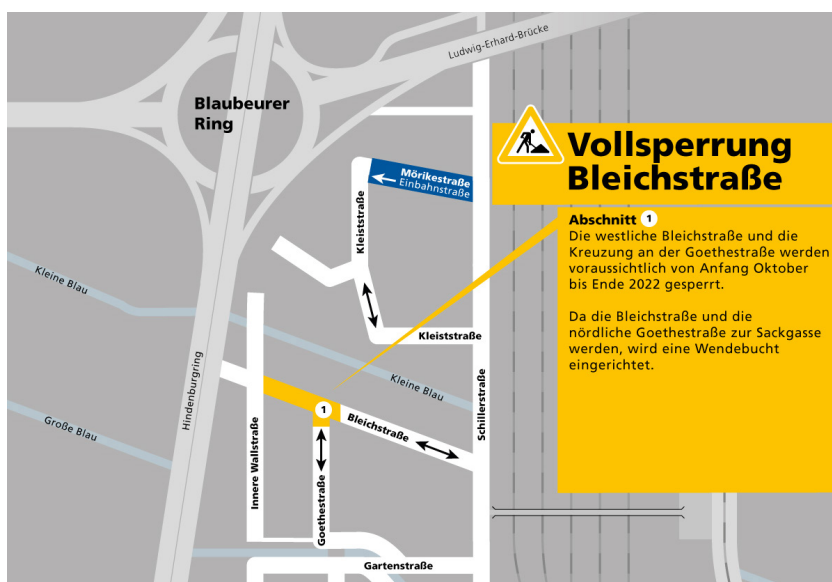 Ludwig-Erhard-Brücke
Blaubeurer
Ring
Vollsperrung
Bleichstraße
Mörikestraße
Einbahnstraße
Kleiststraße
Abschnitt 1
Die westliche Bleichstraße und die
Kreuzung an der Goethestraße werden
voraussichtlich von Anfang Oktober
bis Ende 2022 gesperrt.
Da die Bleichstraße und die
nördliche Goethestraße zur Sackgasse
werden, wird eine Wendebucht
eingerichtet.
Kleine Blau
Kleiststraße
Hindenburgring
Kleine Blau
Schillerstraße
1
Bleichstraße
Große Blau
Innere Wallstraße
Goethestraße
Gartenstraße